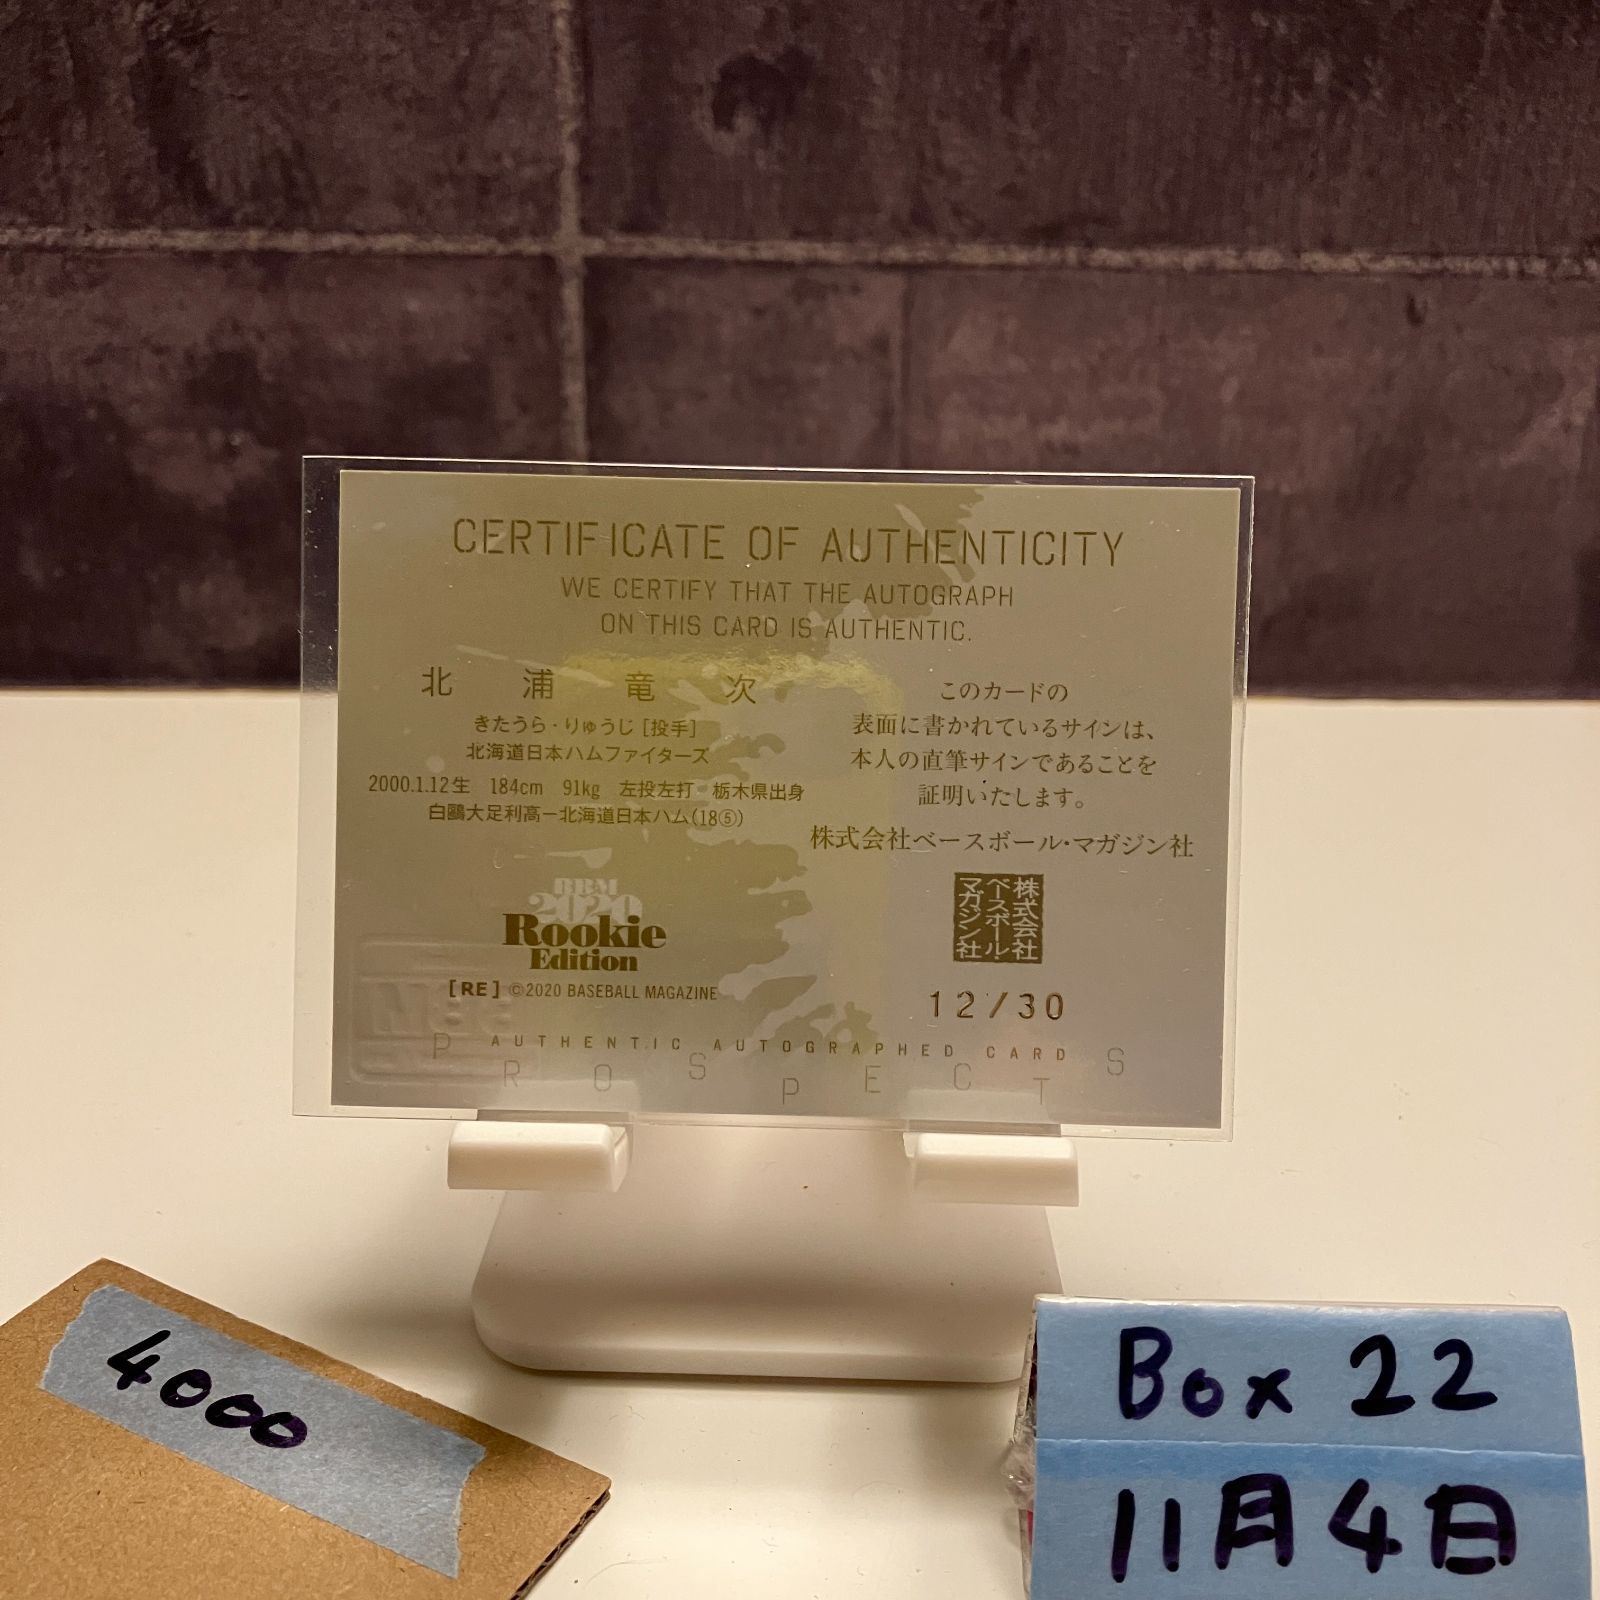 CERTIFICATE OF AUTHENTICITY
WE CERTIFY THAT THE AUTOGRAPH
ON THIS CARD IS AUTHENTIC.
北浦竜次
きたうら・りゅうじ［投手］
北海道日本ハムファイターズ
2000.1.12生 184cm 91kg 左投左打 栃木県出身
白鷗大足利高ー北海道日本ハム(18⑤)
このカードの
表面に書かれているサインは、
本人の直筆サインであることを
証明いたします。
株式会社ベースボール・マガジン社
株式会社
ベースボール・
マガジン社
BBM
2020
Rookie
Edition
[RE] ©2020 BASEBALL MAGAZINE
12/30
BBM
AUTHENTIC AUTOGRAPHED CARD
PROSPECTS
4000
Box 22
11月4日